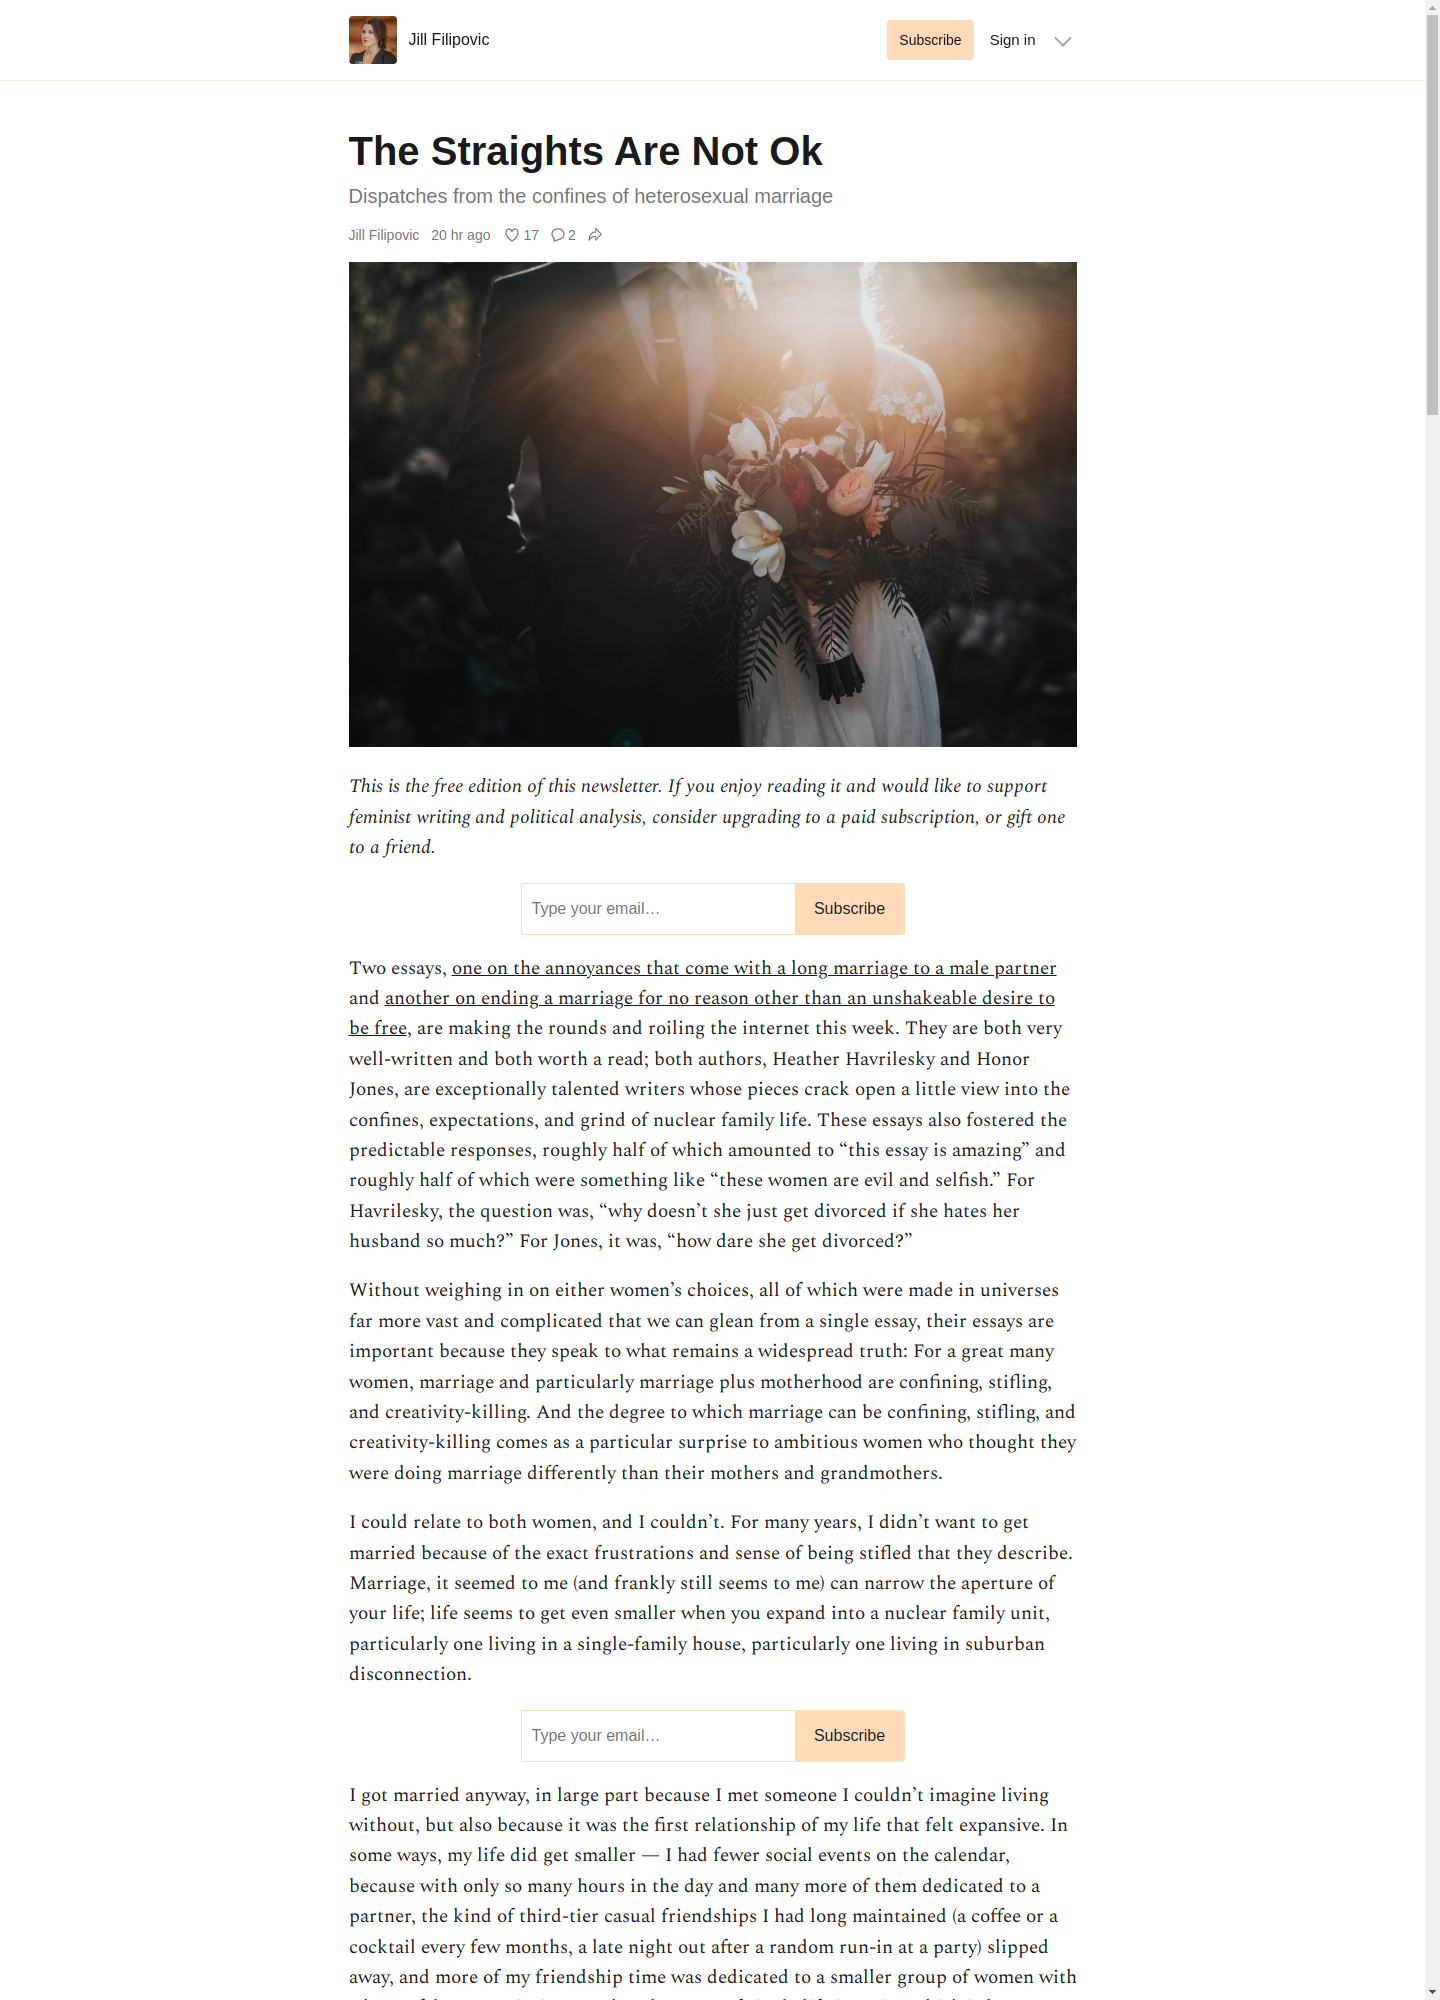 Jill Filipovic
Subscribe
Sign in
The Straights Are Not Ok
Dispatches from the confines of heterosexual marriage
Jill Filipovic 20 hr ago 17 2
This is the free edition of this newsletter. If you enjoy reading it and would like to support
feminist writing and political analysis, consider upgrading to a paid subscription, or gift one
to a friend.
Type your email… Subscribe
Two essays, one on the annoyances that come with a long marriage to a male partner
and another on ending a marriage for no reason other than an unshakeable desire to
be free, are making the rounds and roiling the internet this week. They are both very
well-written and both worth a read; both authors, Heather Havrilesky and Honor
Jones, are exceptionally talented writers whose pieces crack open a little view into the
confines, expectations, and grind of nuclear family life. These essays also fostered the
predictable responses, roughly half of which amounted to “this essay is amazing” and
roughly half of which were something like “these women are evil and selfish.” For
Havrilesky, the question was, “why doesn’t she just get divorced if she hates her
husband so much?” For Jones, it was, “how dare she get divorced?”
Without weighing in on either women’s choices, all of which were made in universes
far more vast and complicated that we can glean from a single essay, their essays are
important because they speak to what remains a widespread truth: For a great many
women, marriage and particularly marriage plus motherhood are confining, stifling,
and creativity-killing. And the degree to which marriage can be confining, stifling, and
creativity-killing comes as a particular surprise to ambitious women who thought they
were doing marriage differently than their mothers and grandmothers.
I could relate to both women, and I couldn’t. For many years, I didn’t want to get
married because of the exact frustrations and sense of being stifled that they describe.
Marriage, it seemed to me (and frankly still seems to me) can narrow the aperture of
your life; life seems to get even smaller when you expand into a nuclear family unit,
particularly one living in a single-family house, particularly one living in suburban
disconnection.
Type your email… Subscribe
I got married anyway, in large part because I met someone I couldn’t imagine living
without, but also because it was the first relationship of my life that felt expansive. In
some ways, my life did get smaller — I had fewer social events on the calendar,
because with only so many hours in the day and many more of them dedicated to a
partner, the kind of third-tier casual friendships I had long maintained (a coffee or a
cocktail every few months, a late night out after a random run-in at a party) slipped
away, and more of my friendship time was dedicated to a smaller group of women with